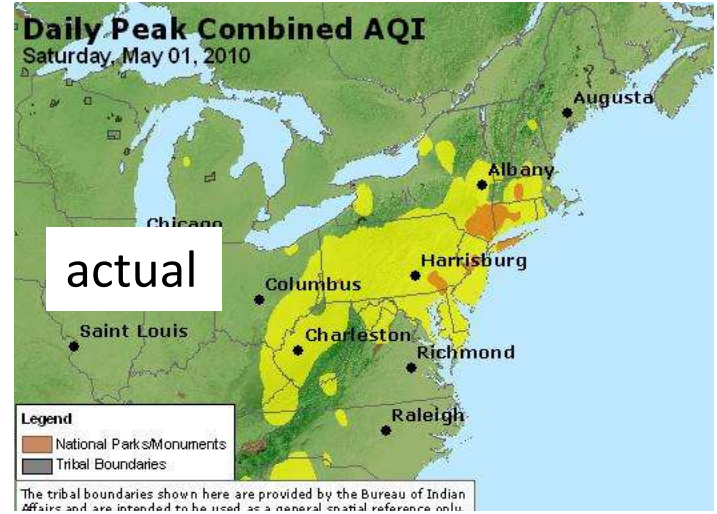 Daily Peak Combined AQI
Saturday, May 01, 2010
Augusta
Albany
Chicago
actual
Harrisburg
Columbus
Saint Louis
Charleston
Richmond
Raleigh
Legend
National Parks/Monuments
Tribal Boundaries
The tribal boundaries shown here are provided by the Bureau of Indian
Affairs and are intended to be used as a general spatial reference only.